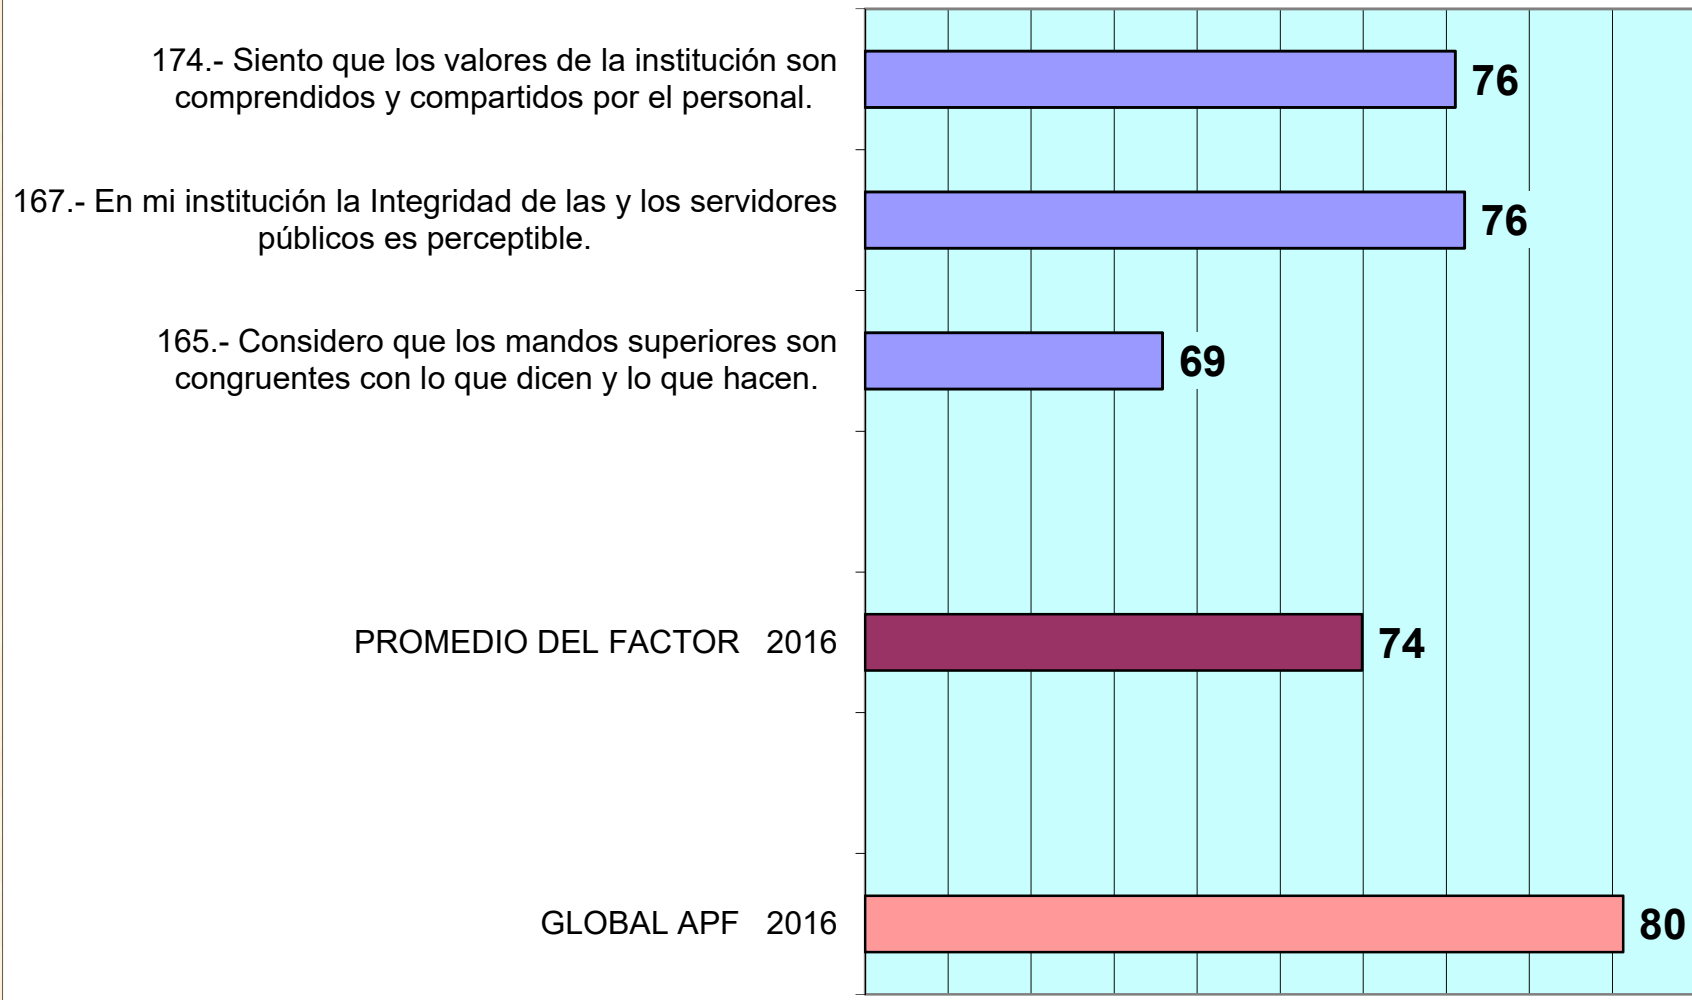 174.- Siento que los valores de la institución son
comprendidos y compartidos por el personal.
76
167.- En mi institución la Integridad de las y los servidores
públicos es perceptible.
76
165.- Considero que los mandos superiores son
congruentes con lo que dicen y lo que hacen.
69
PROMEDIO DEL FACTOR 2016
74
GLOBAL APF 2016
80